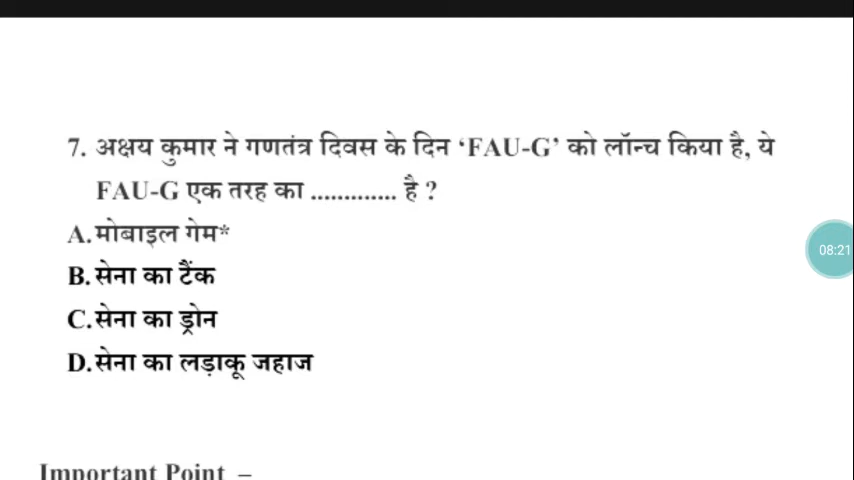 7. अक्षय कुमार ने गणतंत्र दिवस के दिन ‘FAU-G’ को लॉन्च किया है, ये
FAU-G एक तरह का ............. है ?
A. मोबाइल गेम*
B. सेना का टैंक
C. सेना का ड्रोन
D. सेना का लड़ाकू जहाज
08:21
Important Point –